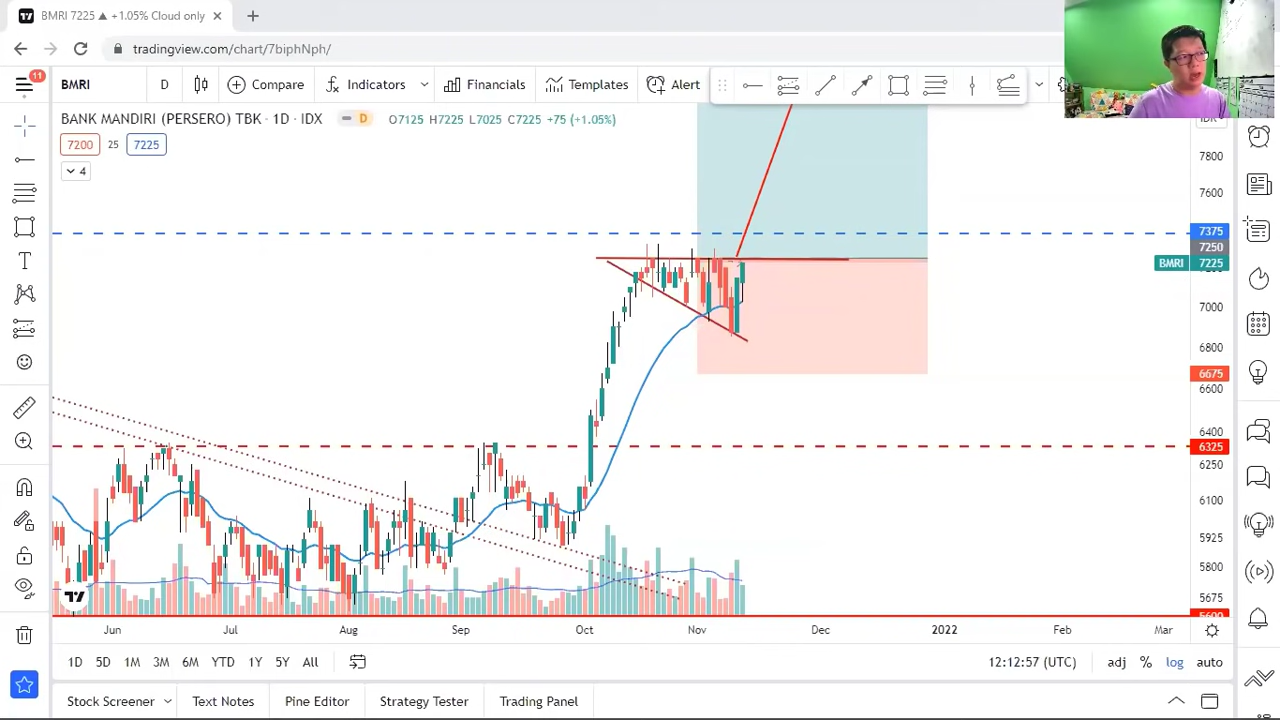 BMRI 7225 ▲ +1.05% Cloud only
tradingview.com/chart/7biphNph/
11
BMRI D Compare Indicators Financials Templates Alert
BANK MANDIRI (PERSERO) TBK · 1D · IDX D O7125 H7225 L7025 C7225 +75 (+1.05%)
7200 25 7225
4
7800
7600
7375
7250
BMRI 7225
7000
6800
6675
6600
6400
6325
6250
6100
5925
5800
5675
5600
Jun Jul Aug Sep Oct Nov Dec 2022 Feb Mar
1D 5D 1M 3M 6M YTD 1Y 5Y All 12:12:57 (UTC) adj % log auto
Stock Screener Text Notes Pine Editor Strategy Tester Trading Panel